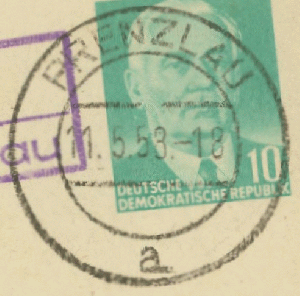 PRENZLAU
11.5.53.-18
au
10
DEUTSCHE
DEMOKRATISCHE REPUBLIK
a